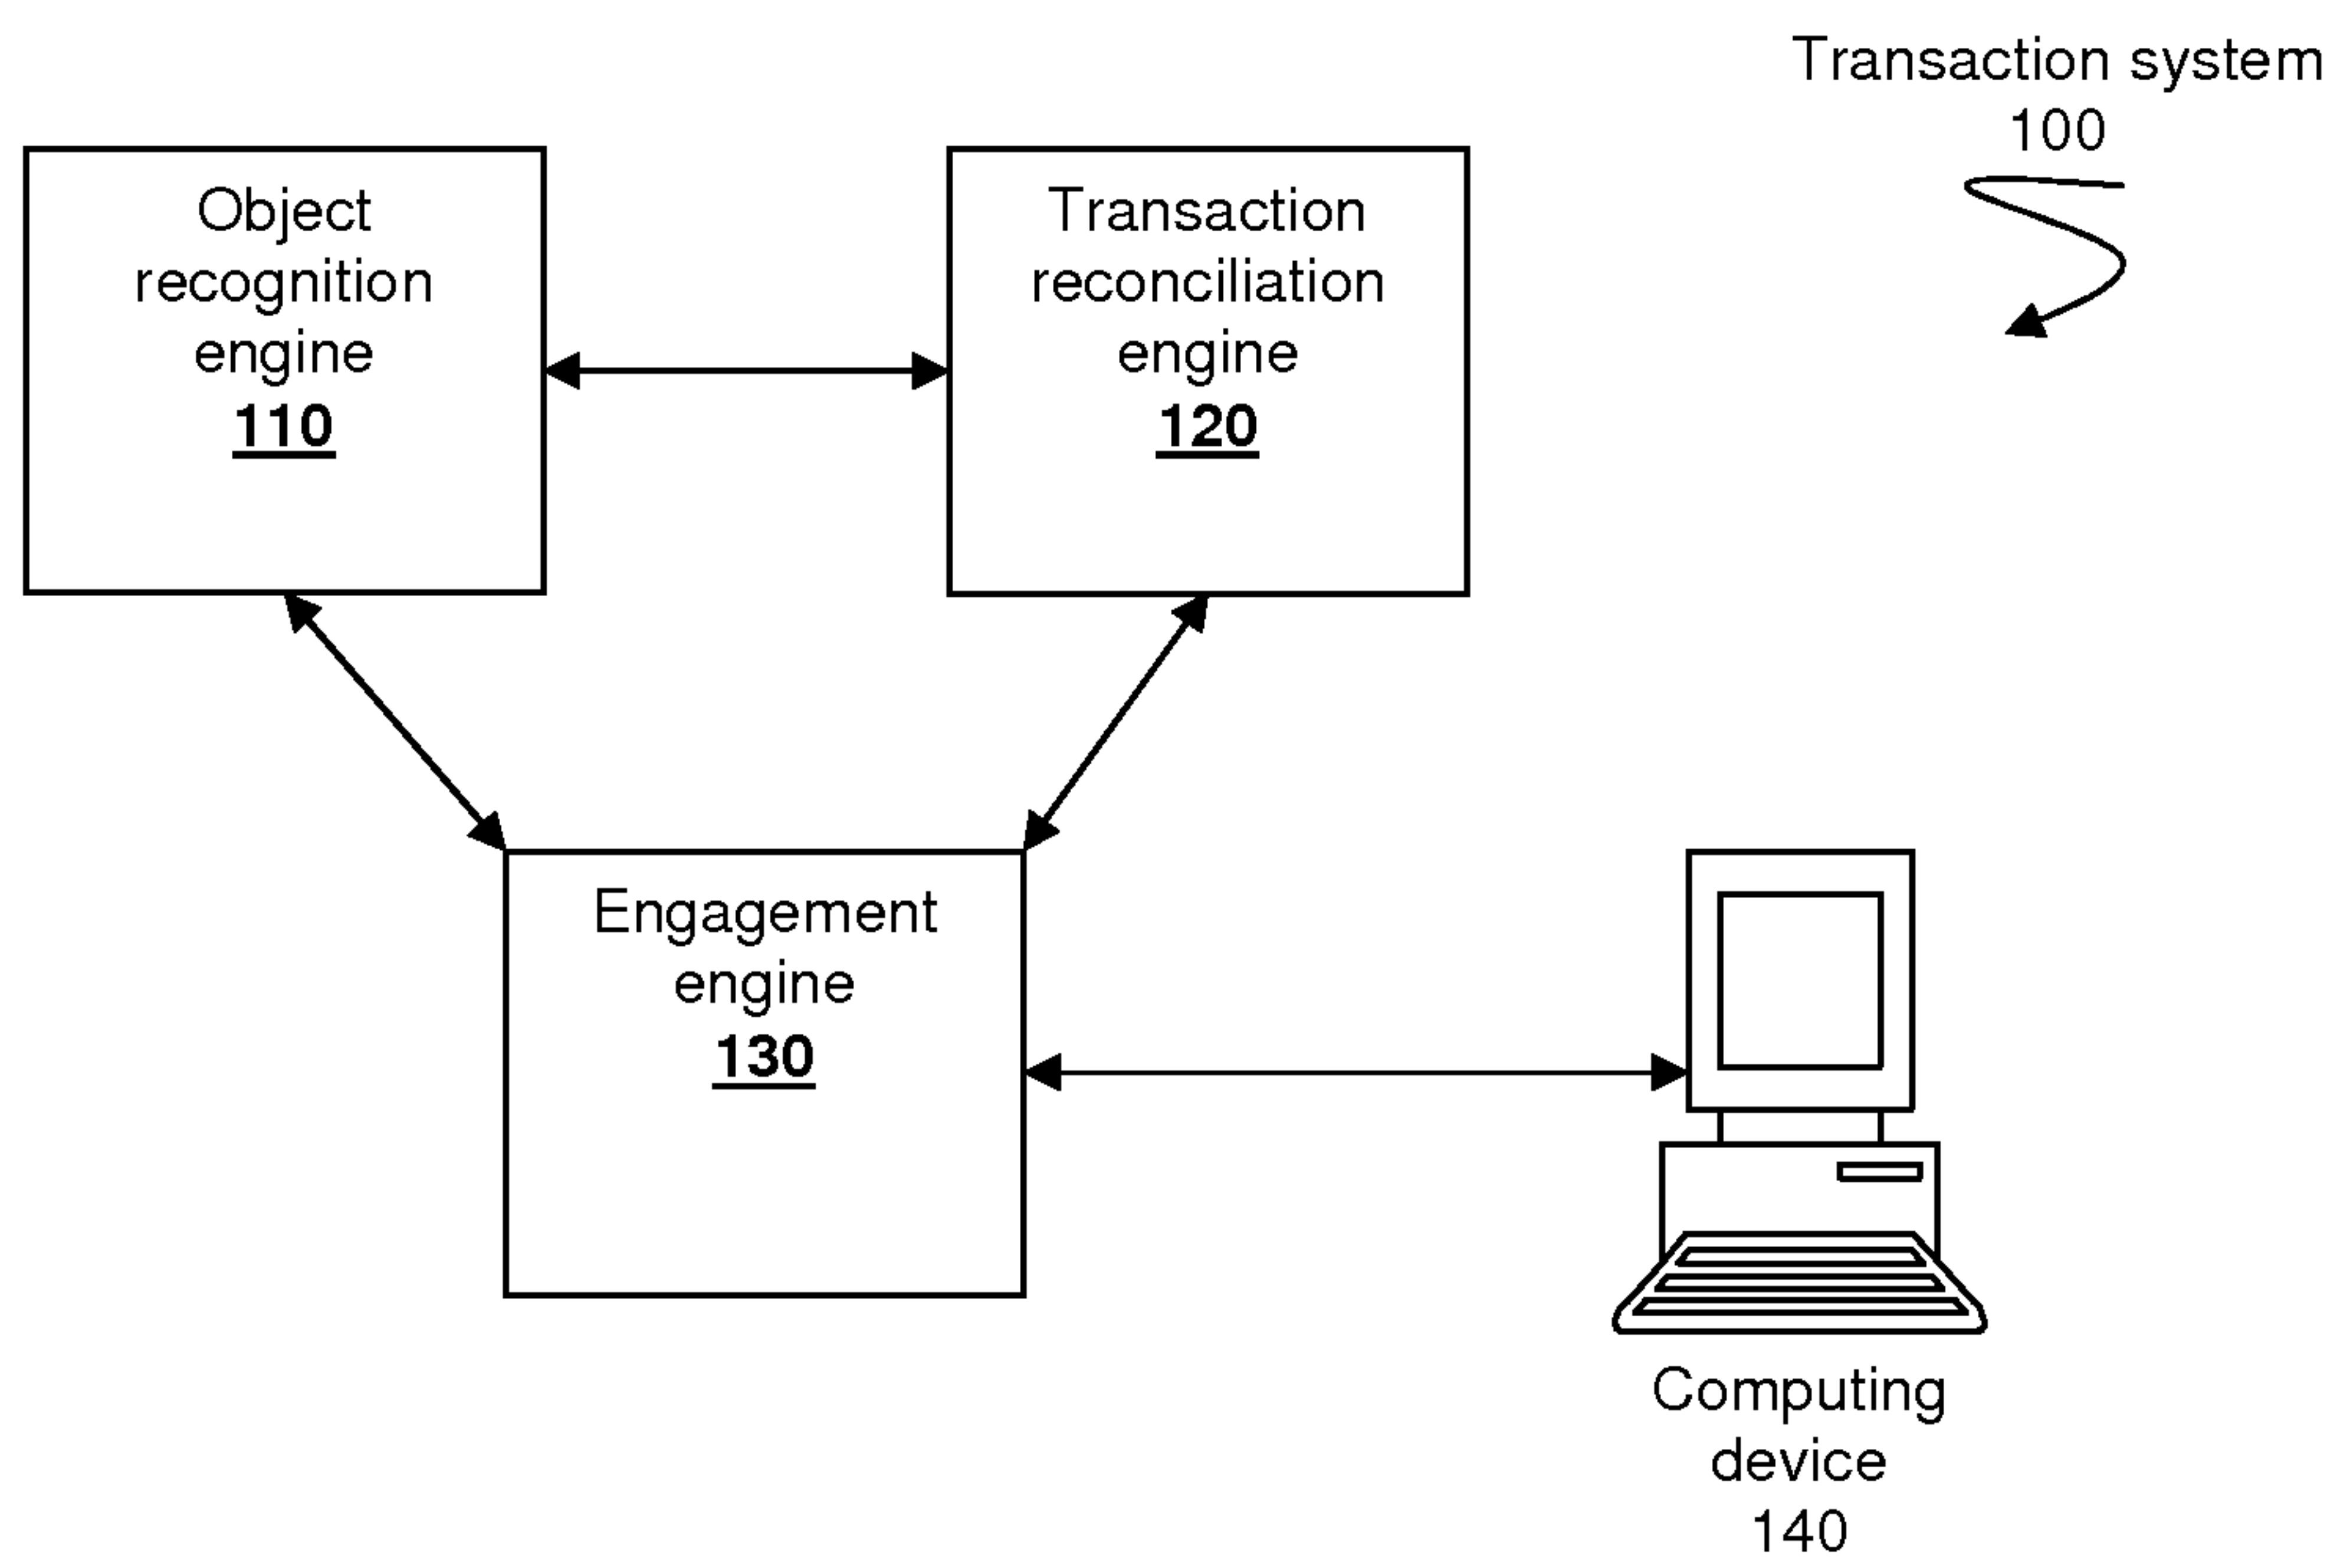 Transaction system
100
Object
recognition
engine
110
Transaction
reconciliation
engine
120
Engagement
engine
130
Computing
device
140